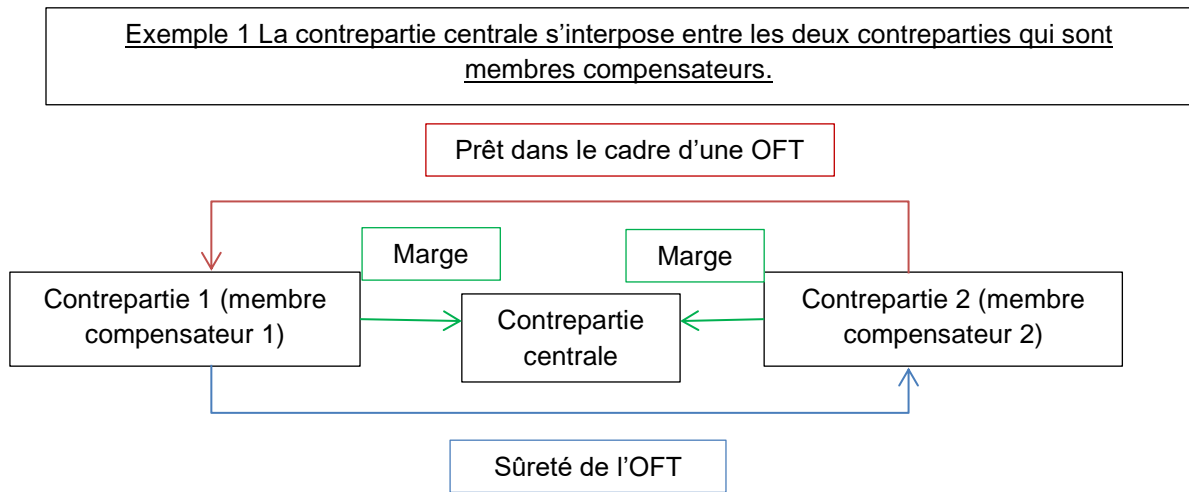 Exemple 1 La contrepartie centrale s’interpose entre les deux contreparties qui sont
membres compensateurs.
Prêt dans le cadre d’une OFT
Marge
Marge
Contrepartie 1 (membre
compensateur 1)
Contrepartie
centrale
Contrepartie 2 (membre
compensateur 2)
Sûreté de l’OFT